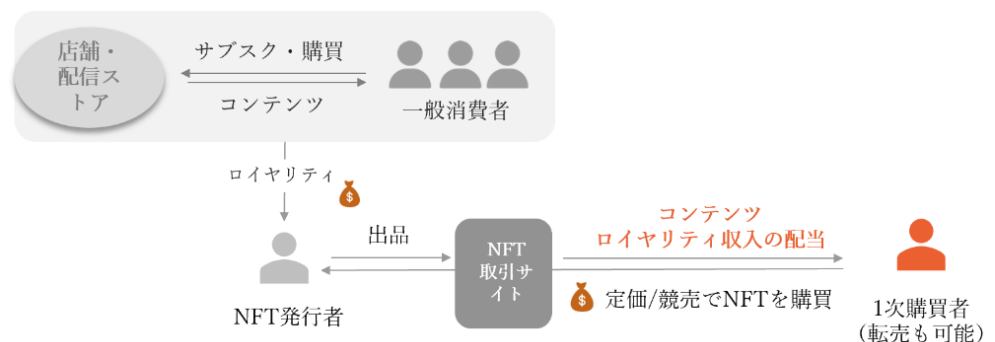 店舗・
配信ス
トア
サブスク・購買
コンテンツ
一般消費者
ロイヤリティ
$
NFT発行者
出品
NFT
取引サ
イト
コンテンツ
ロイヤリティ収入の配当
$
定価/競売でNFTを購買
1次購買者
(転売も可能)